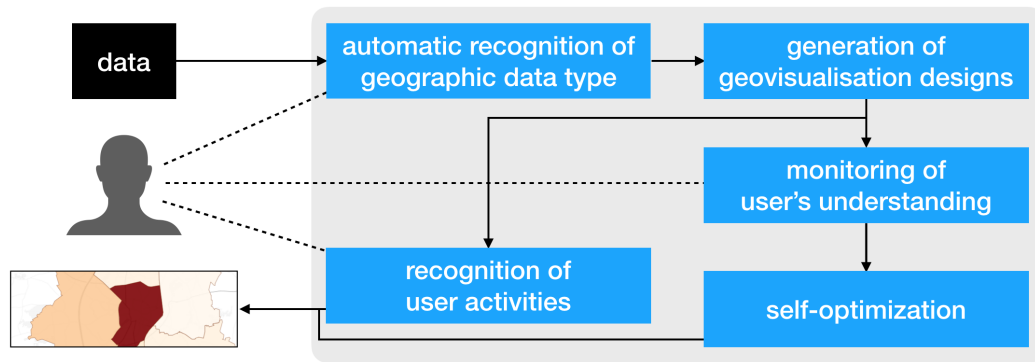 data
automatic recognition of
geographic data type
generation of
geovisualisation designs
monitoring of
user's understanding
recognition of
user activities
self-optimization